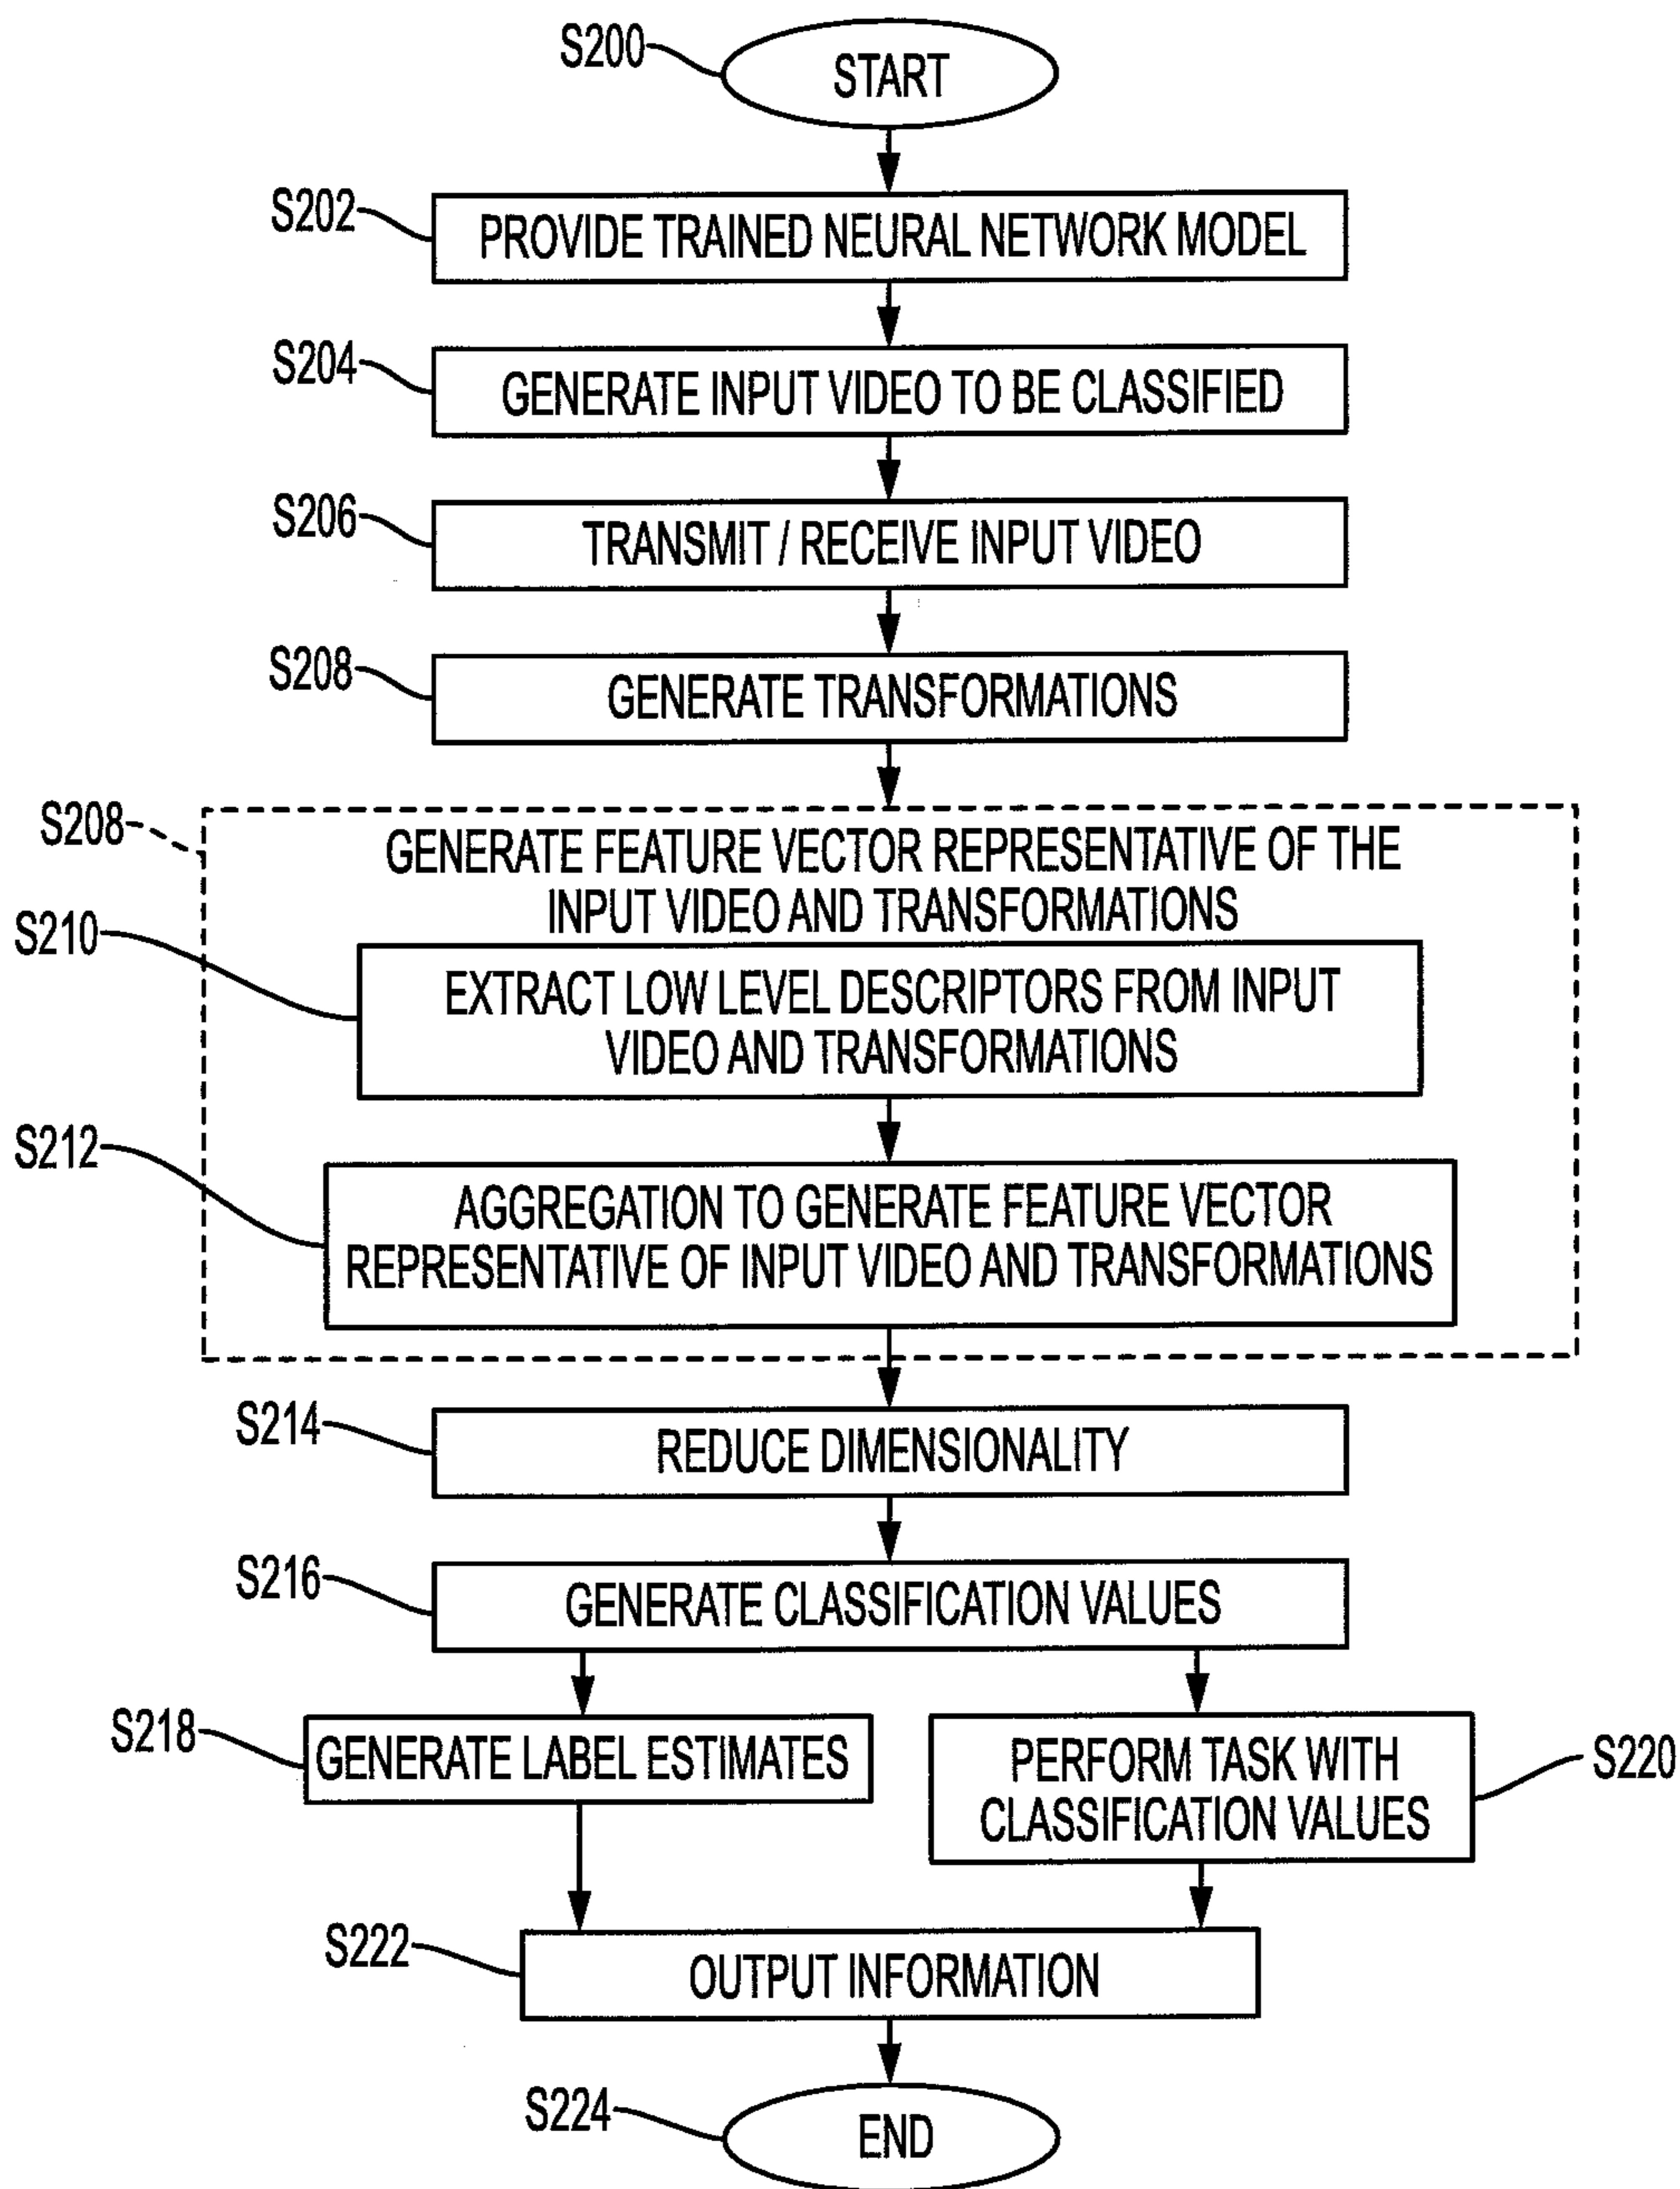 S200
START
S202
PROVIDE TRAINED NEURAL NETWORK MODEL
S204
GENERATE INPUT VIDEO TO BE CLASSIFIED
S206
TRANSMIT / RECEIVE INPUT VIDEO
S208
GENERATE TRANSFORMATIONS
S208
GENERATE FEATURE VECTOR REPRESENTATIVE OF THE
INPUT VIDEO AND TRANSFORMATIONS
S210
EXTRACT LOW LEVEL DESCRIPTORS FROM INPUT
VIDEO AND TRANSFORMATIONS
S212
AGGREGATION TO GENERATE FEATURE VECTOR
REPRESENTATIVE OF INPUT VIDEO AND TRANSFORMATIONS
S214
REDUCE DIMENSIONALITY
S216
GENERATE CLASSIFICATION VALUES
S218
GENERATE LABEL ESTIMATES
PERFORM TASK WITH
CLASSIFICATION VALUES
S220
S222
OUTPUT INFORMATION
S224
END